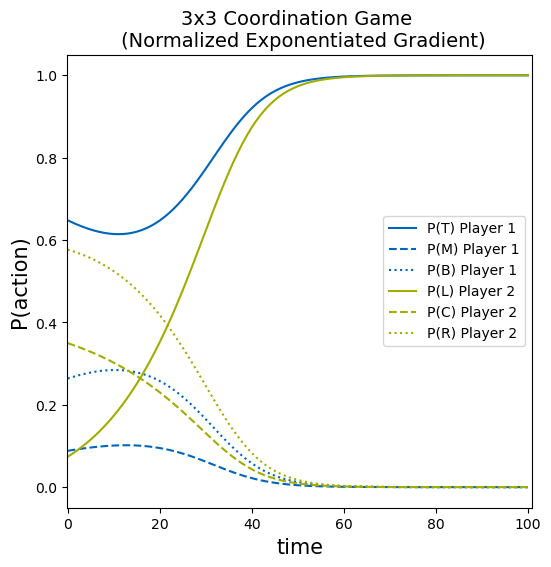 3x3 Coordination Game
(Normalized Exponentiated Gradient)
P(action)
1.0
0.8
0.6
0.4
0.2
0.0
P(T) Player 1
P(M) Player 1
P(B) Player 1
P(L) Player 2
P(C) Player 2
P(R) Player 2
0 20 40 60 80 100
time